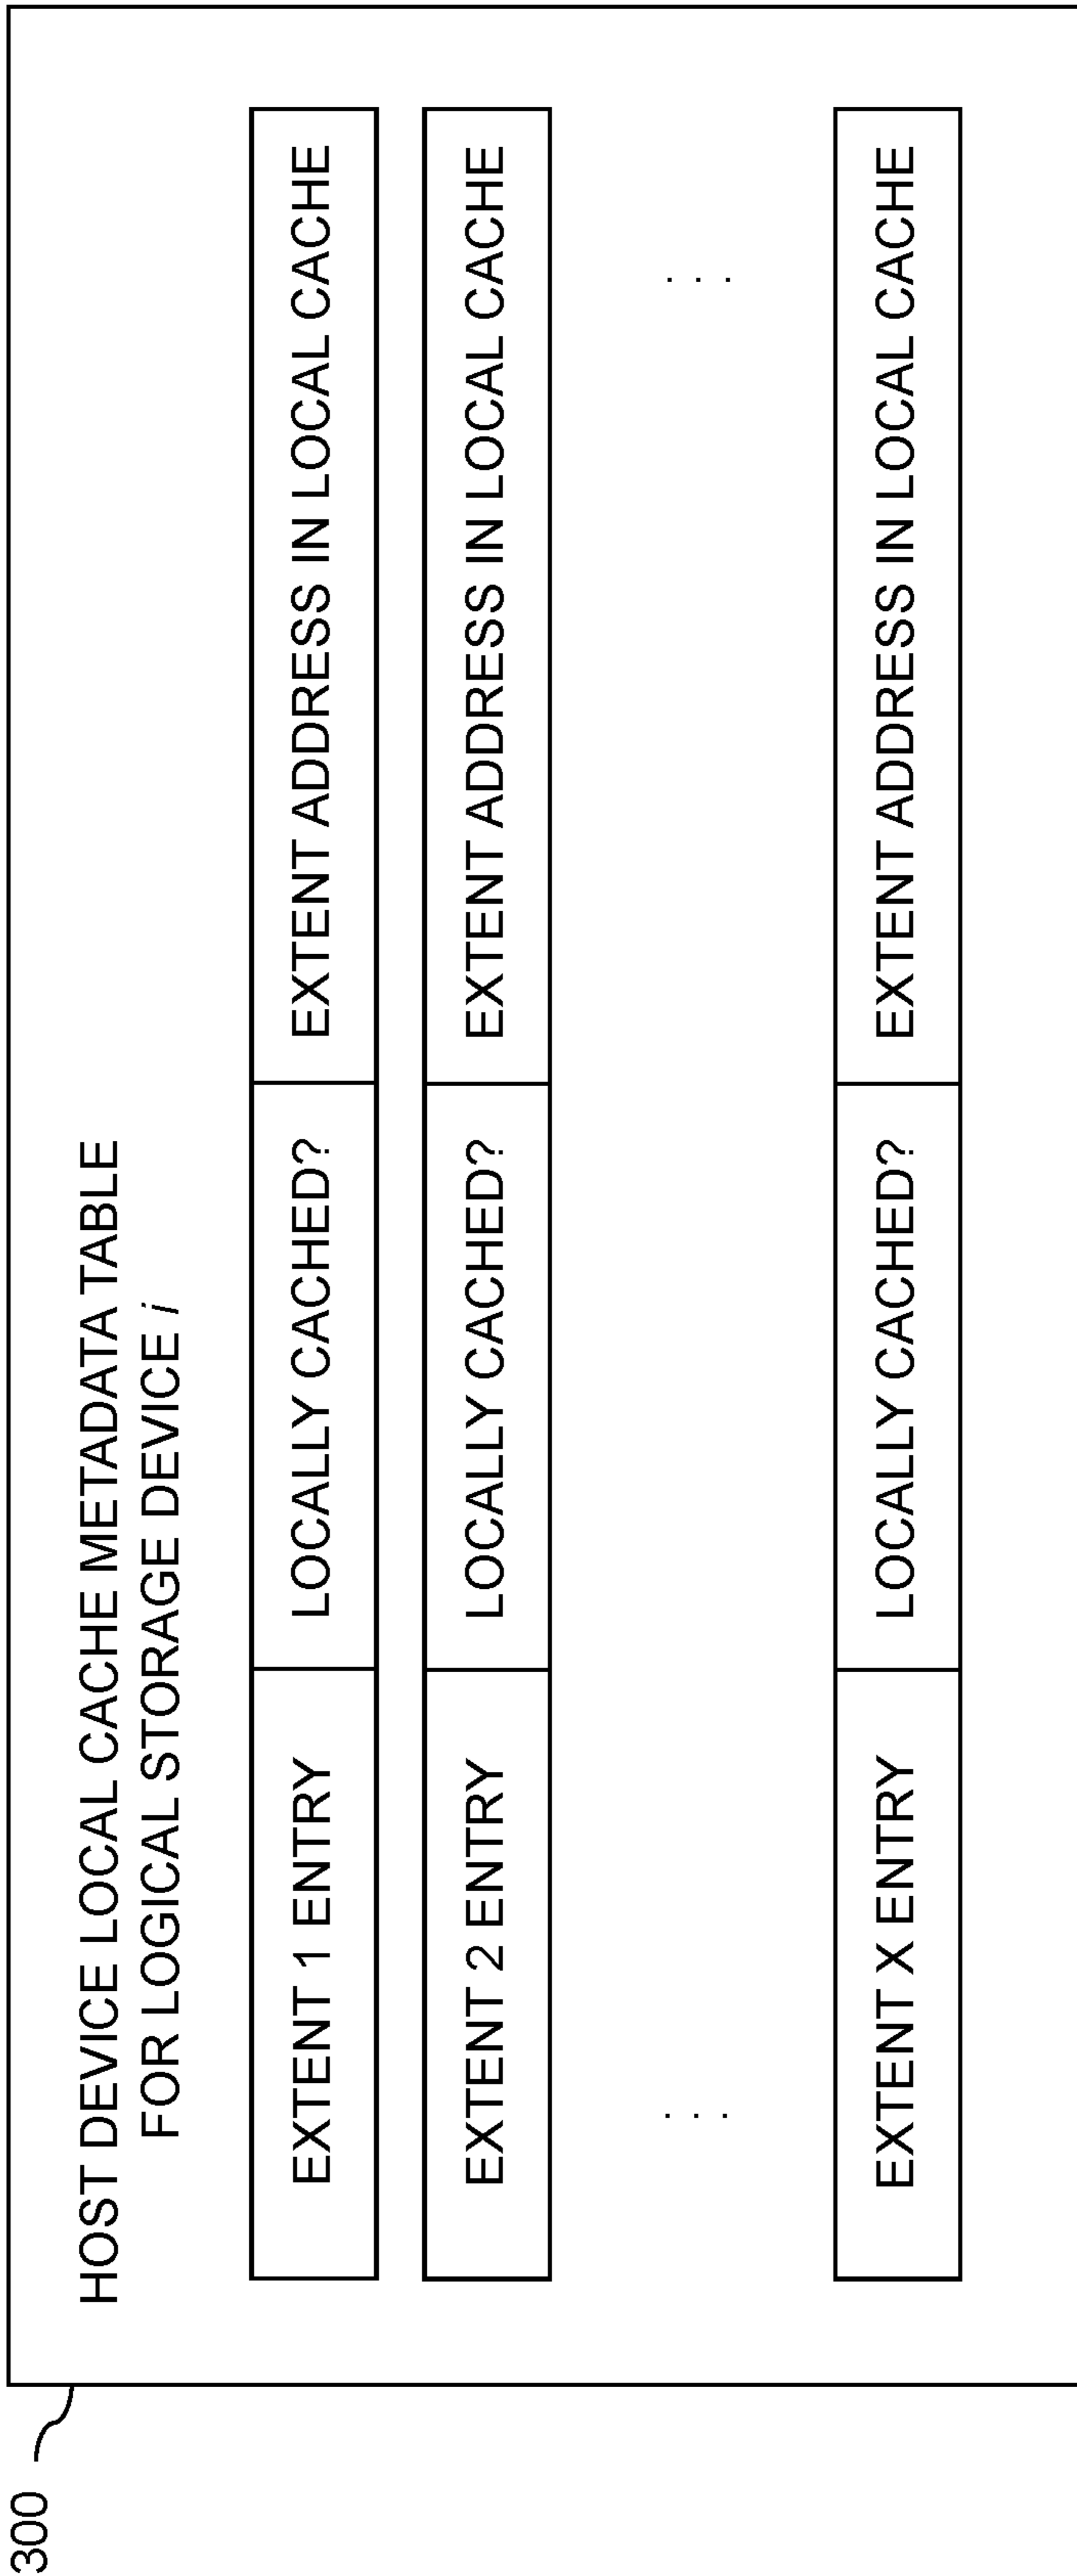 300
HOST DEVICE LOCAL CACHE METADATA TABLE
FOR LOGICAL STORAGE DEVICE i
EXTENT 1 ENTRY LOCALLY CACHED? EXTENT ADDRESS IN LOCAL CACHE
EXTENT 2 ENTRY LOCALLY CACHED? EXTENT ADDRESS IN LOCAL CACHE
. . . . . .
EXTENT X ENTRY LOCALLY CACHED? EXTENT ADDRESS IN LOCAL CACHE